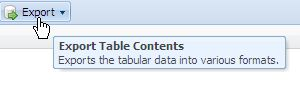 Export
Export Table Contents
Exports the tabular data into various formats.